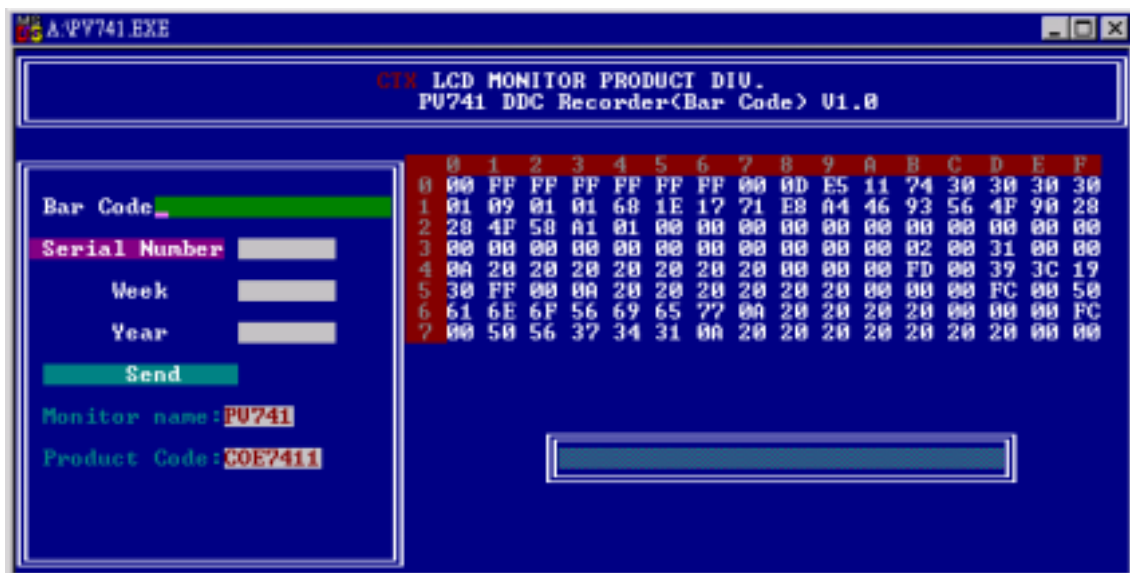 A:\PV741.EXE
CTX LCD MONITOR PRODUCT DIV.
PV741 DDC Recorder(Bar Code) V1.0
Bar Code
Serial Number
Week
Year
Send
Monitor name:PV741
Product Code:COE7411
0 1 2 3 4 5 6 7 8 9 A B C D E F
0 00 FF FF FF FF FF FF 00 0D E5 11 74 30 30 30 30
1 01 09 01 01 68 1E 17 71 E8 A4 46 93 56 4F 90 28
2 28 4F 58 A1 01 00 00 00 00 00 00 00 00 00 00 00
3 00 00 00 00 00 00 00 00 00 00 00 02 00 31 00 00
4 0A 20 20 20 20 20 20 20 00 00 00 FD 00 39 3C 19
5 30 FF 00 0A 20 20 20 20 20 20 00 00 00 FC 00 50
6 61 6E 6F 56 69 65 77 0A 20 20 20 20 00 00 00 FC
7 00 50 56 37 34 31 0A 20 20 20 20 20 20 20 00 00